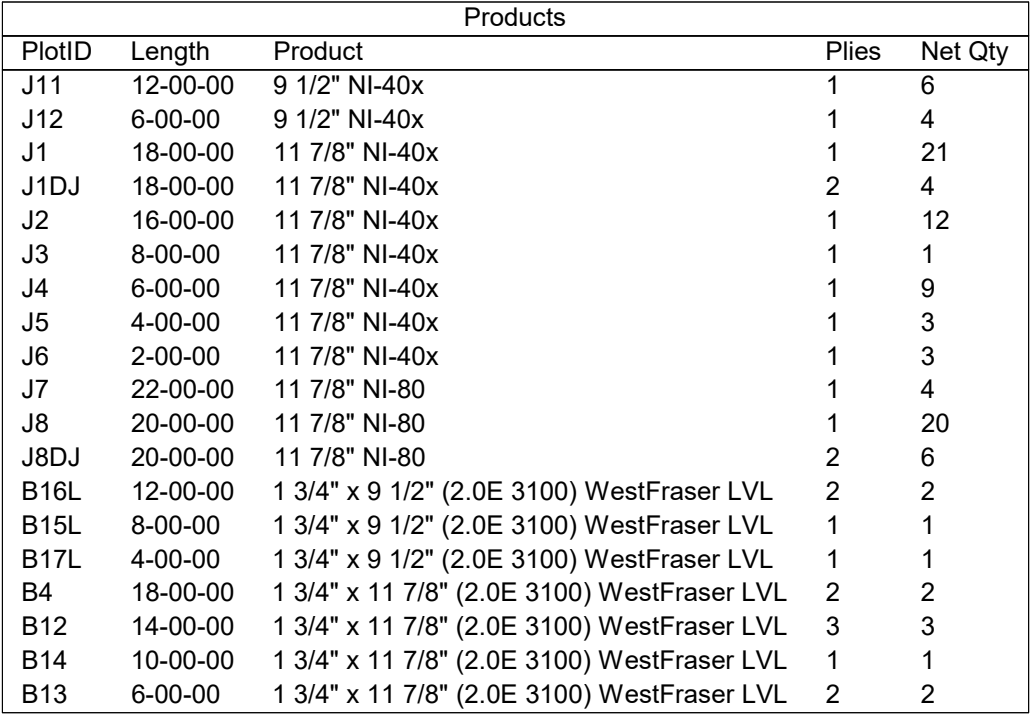 Products
PlotID Length Product Plies Net Qty
J11 12-00-00 9 1/2" NI-40x 1 6
J12 6-00-00 9 1/2" NI-40x 1 4
J1 18-00-00 11 7/8" NI-40x 1 21
J1DJ 18-00-00 11 7/8" NI-40x 2 4
J2 16-00-00 11 7/8" NI-40x 1 12
J3 8-00-00 11 7/8" NI-40x 1 1
J4 6-00-00 11 7/8" NI-40x 1 9
J5 4-00-00 11 7/8" NI-40x 1 3
J6 2-00-00 11 7/8" NI-40x 1 3
J7 22-00-00 11 7/8" NI-80 1 4
J8 20-00-00 11 7/8" NI-80 1 20
J8DJ 20-00-00 11 7/8" NI-80 2 6
B16L 12-00-00 1 3/4" x 9 1/2" (2.0E 3100) WestFraser LVL 2 2
B15L 8-00-00 1 3/4" x 9 1/2" (2.0E 3100) WestFraser LVL 1 1
B17L 4-00-00 1 3/4" x 9 1/2" (2.0E 3100) WestFraser LVL 1 1
B4 18-00-00 1 3/4" x 11 7/8" (2.0E 3100) WestFraser LVL 2 2
B12 14-00-00 1 3/4" x 11 7/8" (2.0E 3100) WestFraser LVL 3 3
B14 10-00-00 1 3/4" x 11 7/8" (2.0E 3100) WestFraser LVL 1 1
B13 6-00-00 1 3/4" x 11 7/8" (2.0E 3100) WestFraser LVL 2 2